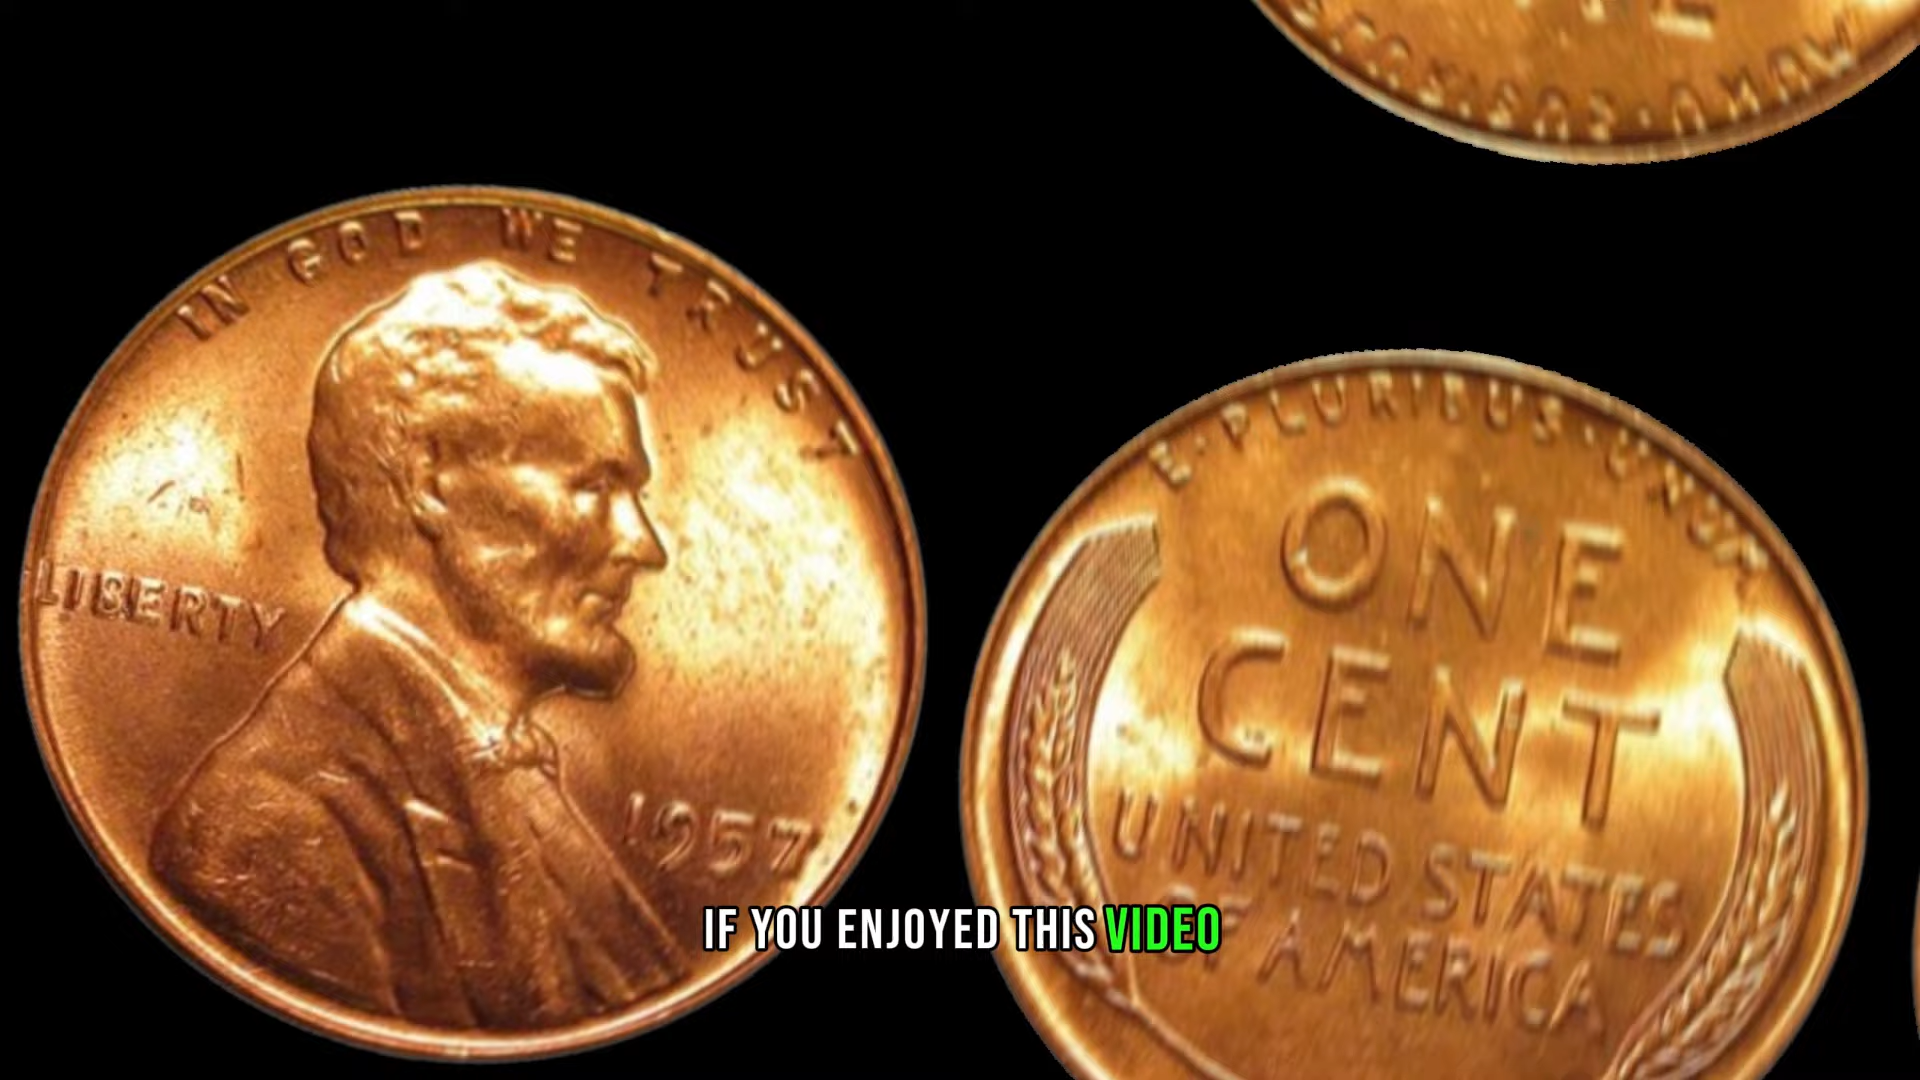 IN GOD WE TRUST
LIBERTY
1957
E·PLURIBUS·UNUM
ONE
CENT
UNITED STATES
OF AMERICA
IF YOU ENJOYED THIS VIDEO